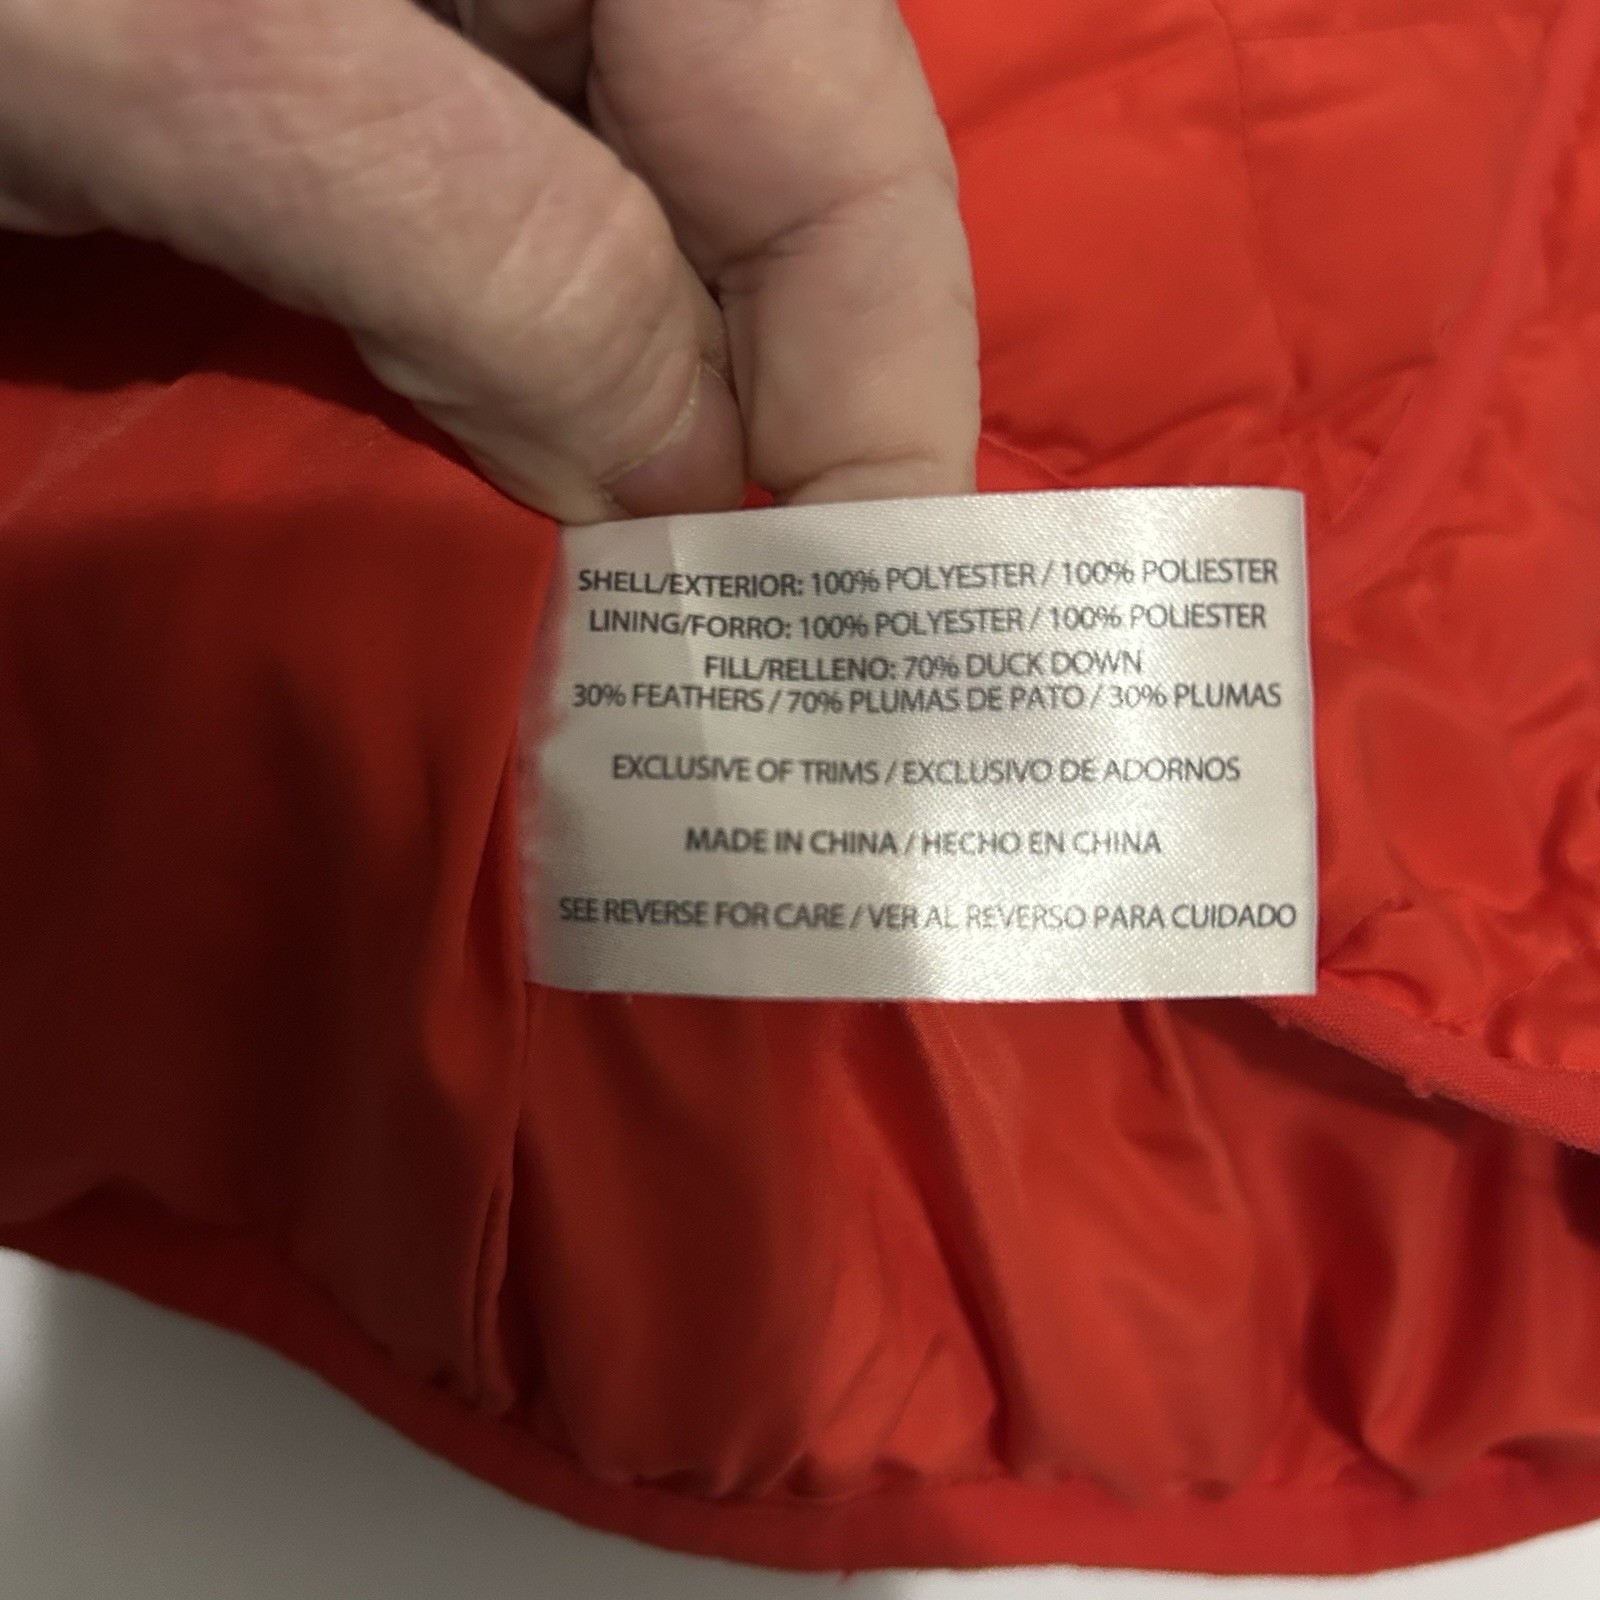 SHELL/EXTERIOR: 100% POLYESTER / 100% POLIESTER
LINING/FORRO: 100% POLYESTER / 100% POLIESTER
FILL/RELLENO: 70% DUCK DOWN
30% FEATHERS / 70% PLUMAS DE PATO / 30% PLUMAS
EXCLUSIVE OF TRIMS / EXCLUSIVO DE ADORNOS
MADE IN CHINA / HECHO EN CHINA
SEE REVERSE FOR CARE / VER AL REVERSO PARA CUIDADO